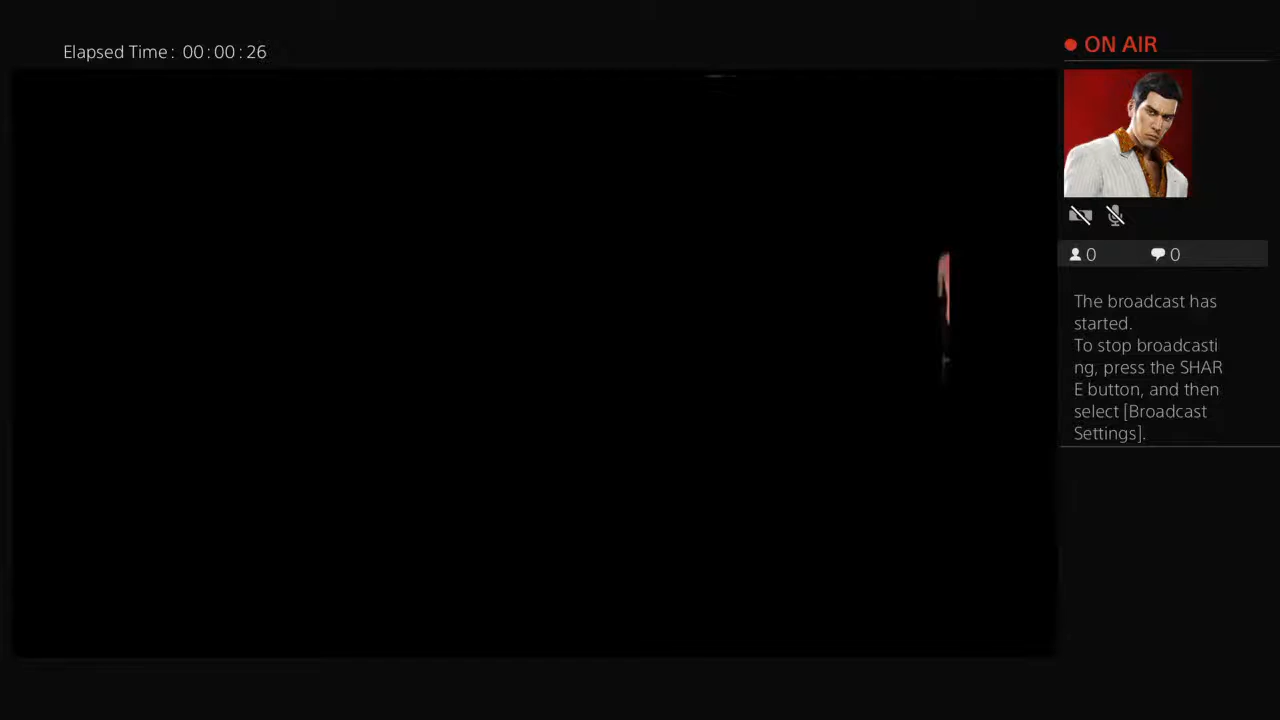 Elapsed Time: 00:00:26
ON AIR
0 0
The broadcast has
started.
To stop broadcasti
ng, press the SHAR
E button, and then
select [Broadcast
Settings].